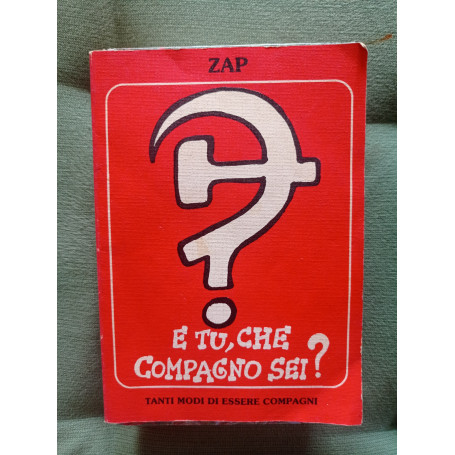 ZAP
E TU, CHE
COMPAGNO SEI?
TANTI MODI DI ESSERE COMPAGNI